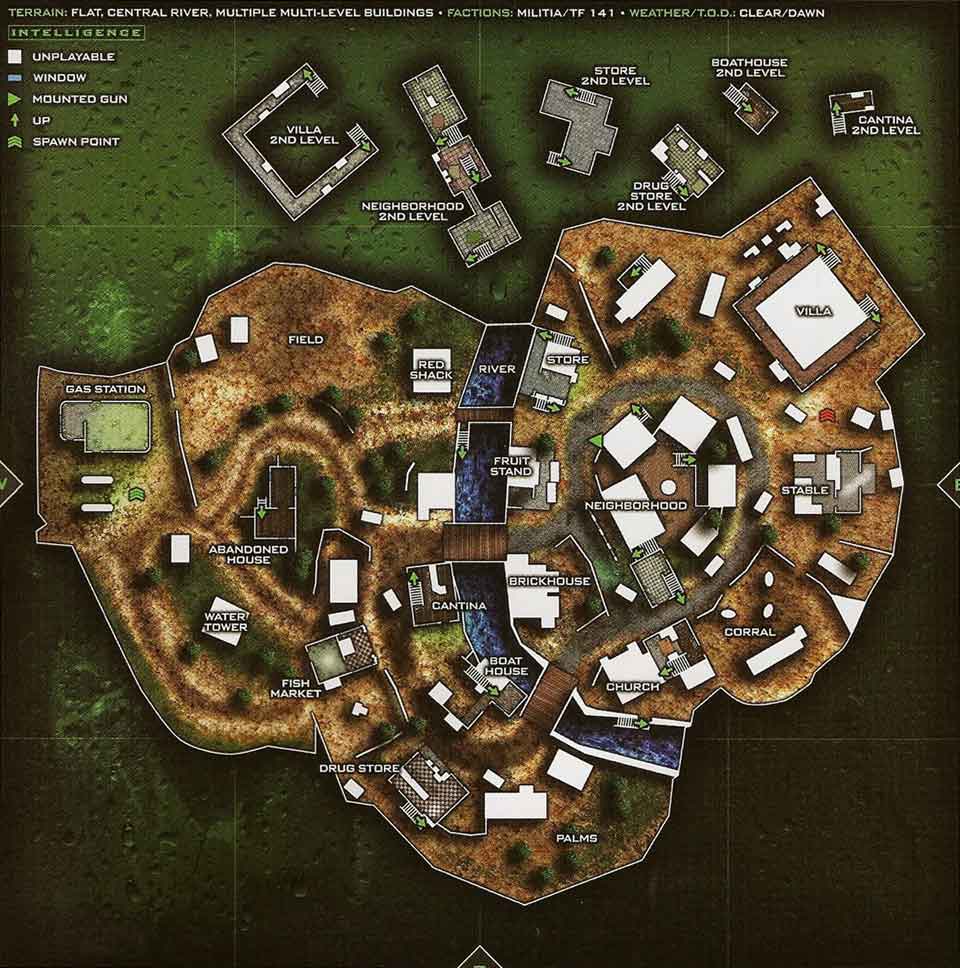 TERRAIN: FLAT, CENTRAL RIVER, MULTIPLE MULTI-LEVEL BUILDINGS • FACTIONS: MILITIA/TF 141 • WEATHER/T.O.D.: CLEAR/DAWN
INTELLIGENCE
UNPLAYABLE
WINDOW
MOUNTED GUN
UP
SPAWN POINT
VILLA
2ND LEVEL
NEIGHBORHOOD
2ND LEVEL
STORE
2ND LEVEL
DRUG
STORE
2ND LEVEL
BOATHOUSE
2ND LEVEL
CANTINA
2ND LEVEL
VILLA
FIELD
RED
SHACK
RIVER
STORE
GAS STATION
FRUIT
STAND
NEIGHBORHOOD
STABLE
ABANDONED
HOUSE
BRICKHOUSE
CANTINA
WATER
TOWER
CORRAL
BOAT
HOUSE
FISH
MARKET
CHURCH
DRUG STORE
PALMS